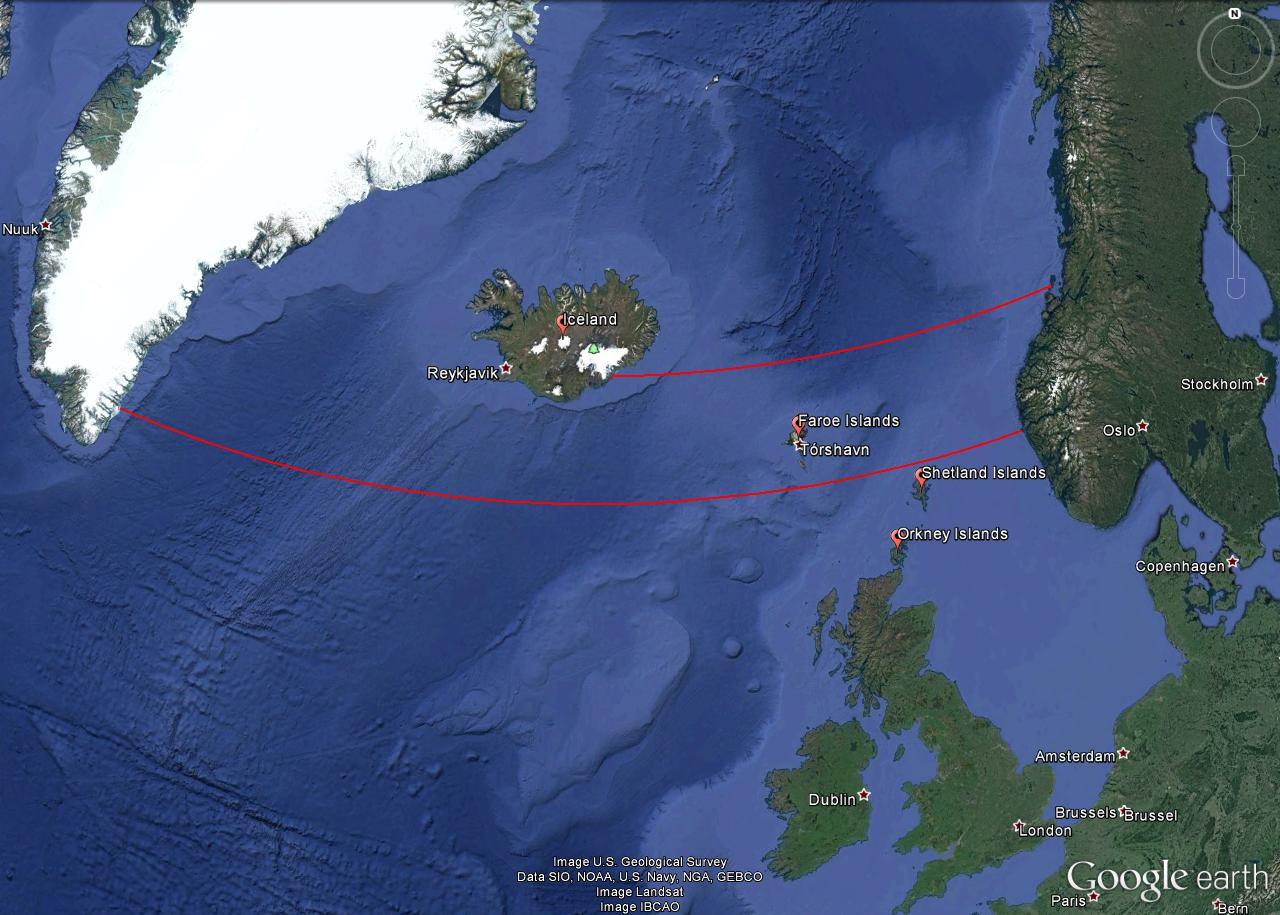 N
Nuuk
Iceland
Reykjavik
Stockholm
Faroe Islands
Oslo
Tórshavn
Shetland Islands
Orkney Islands
Copenhagen
Amsterdam
Dublin
Brussels Brussel
London
Image U.S. Geological Survey
Data SIO, NOAA, U.S. Navy, NGA, GEBCO
Image Landsat
Image IBCAO
Google earth
Paris
Bern